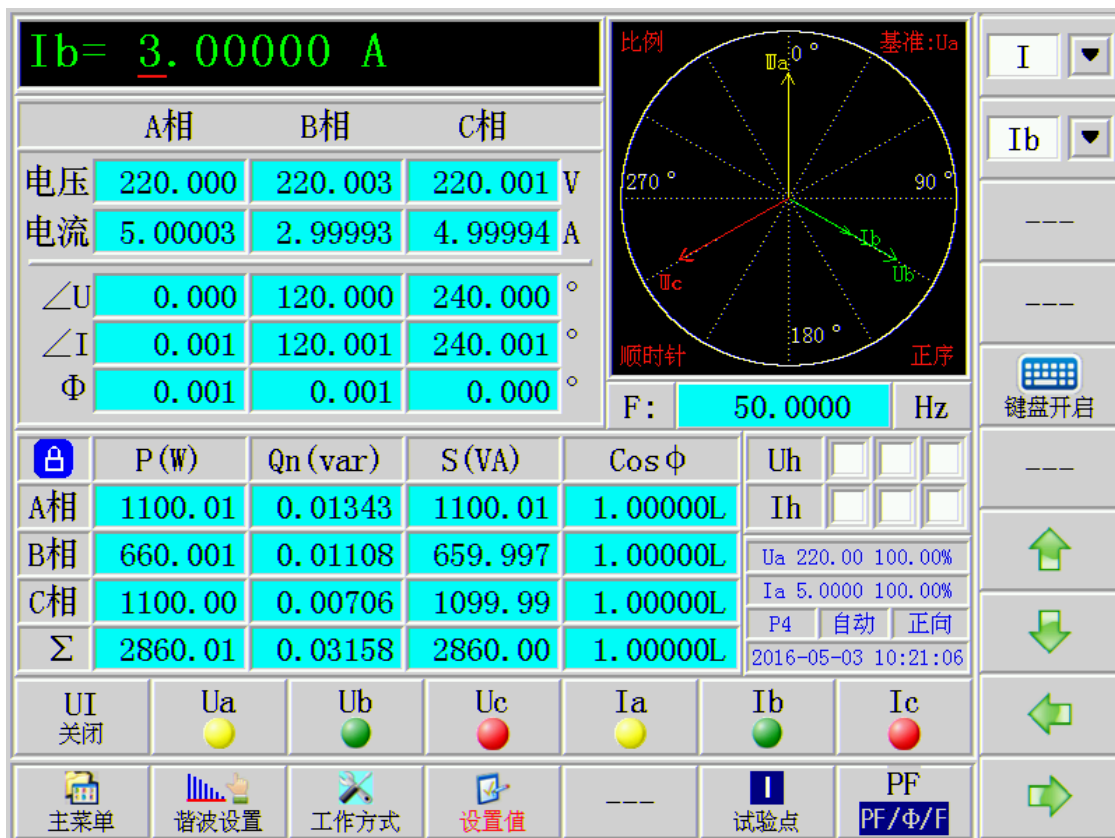 Ib= 3.00000 A
A相 B相 C相
电压 220.000 220.003 220.001 V
电流 5.00003 2.99993 4.99994 A
∠U 0.000 120.000 240.000 °
∠I 0.001 120.001 240.001 °
Φ 0.001 0.001 0.000 °
比例 基准:Ua
Ua 0°
270° 90°
Ib
Uc Ub
180°
顺时针 正序
F: 50.0000 Hz
I
Ib
---
---
键盘开启
---
P(W) Qn(var) S(VA) Cosφ Uh
A相 1100.01 0.01343 1100.01 1.00000L Ih
B相 660.001 0.01108 659.997 1.00000L
C相 1100.00 0.00706 1099.99 1.00000L
Σ 2860.01 0.03158 2860.00 1.00000L
Ua 220.00 100.00%
Ia 5.0000 100.00%
P4 自动 正向
2016-05-03 10:21:06
UI Ua Ub Uc Ia Ib Ic
关闭
主菜单 谐波设置 工作方式 设置值 --- I 试验点 PF
PF/Φ/F